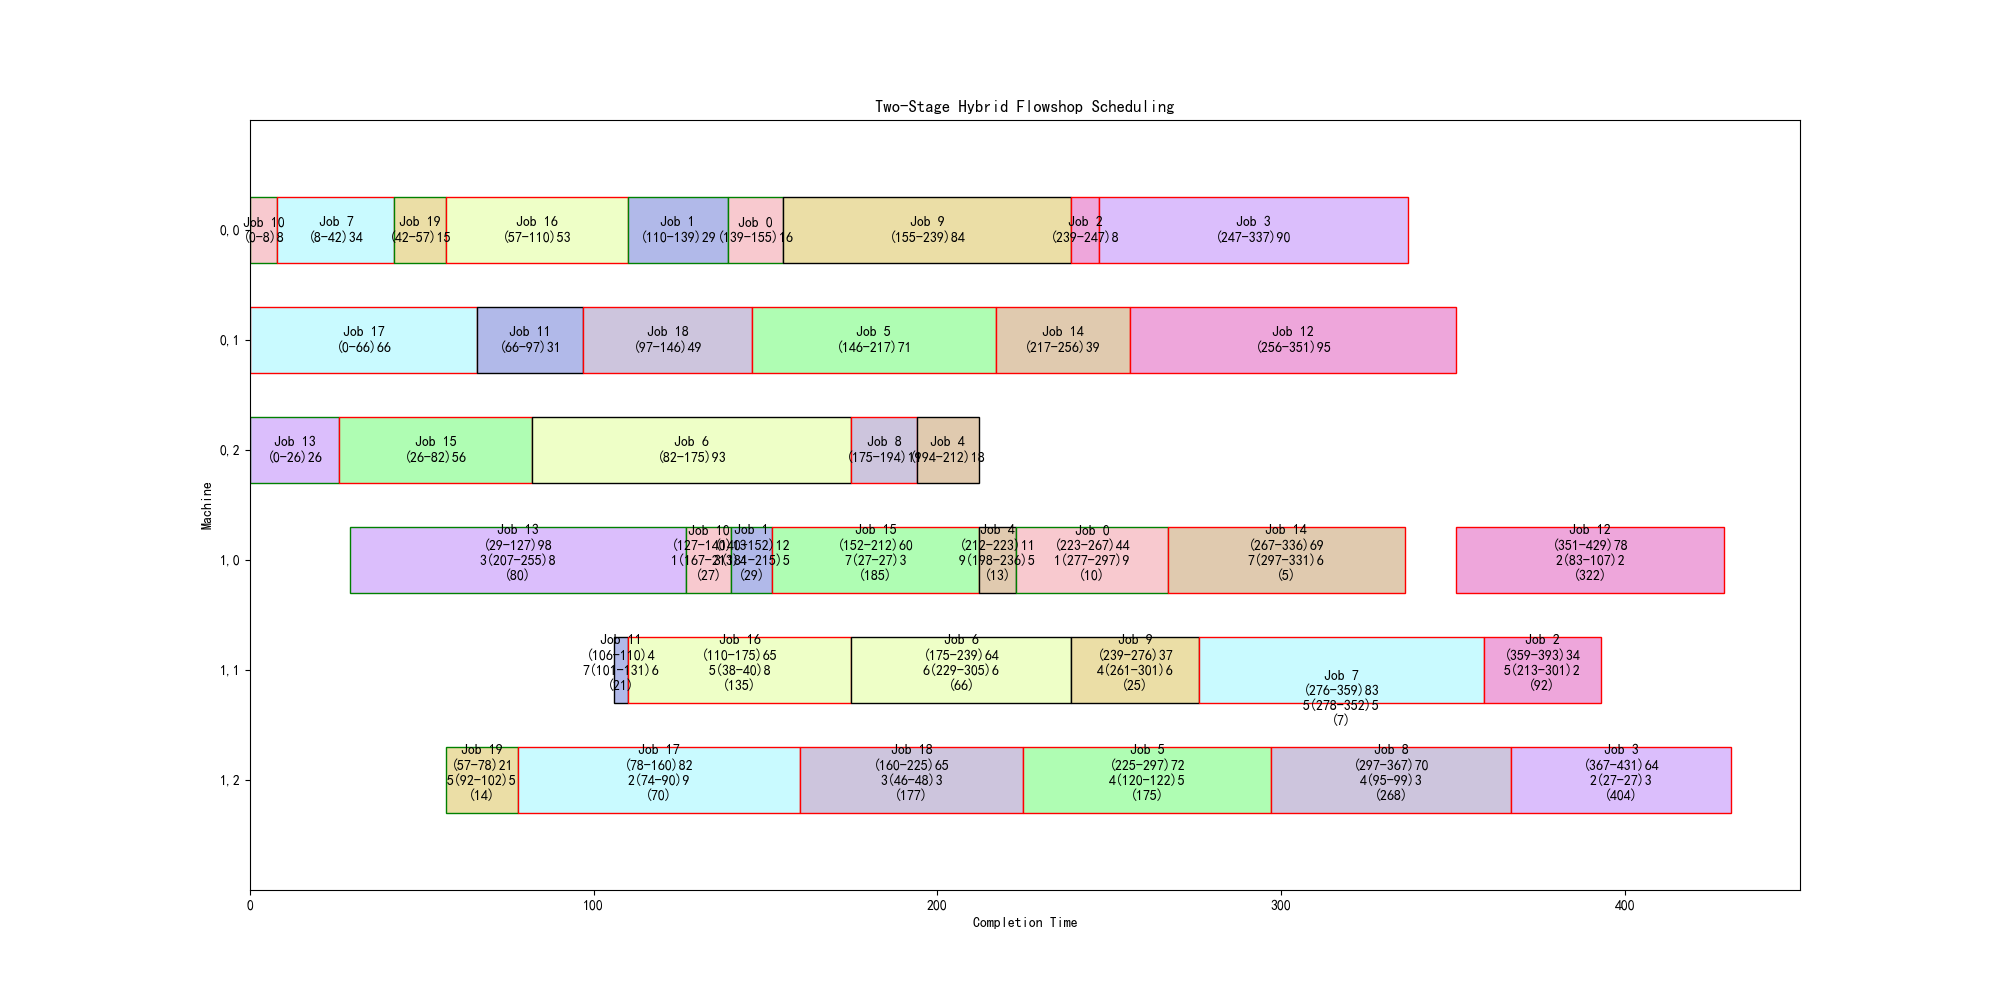 Two-Stage Hybrid Flowshop Scheduling
0,0
Job 10
(0-8)8
Job 7
(8-42)34
Job 19
(42-57)15
Job 16
(57-110)53
Job 1
(110-139)29
Job 0
(139-155)16
Job 9
(155-239)84
Job 2
(239-247)8
Job 3
(247-337)90
0,1
Job 17
(0-66)66
Job 11
(66-97)31
Job 18
(97-146)49
Job 5
(146-217)71
Job 14
(217-256)39
Job 12
(256-351)95
0,2
Job 13
(0-26)26
Job 15
(26-82)56
Job 6
(82-175)93
Job 8
(175-194)19
Job 4
(194-212)18
Machine
1,0
Job 13
(29-127)98
3(207-255)8
(80)
Job 10
(127-140)13
(27)
Job 1
(140-152)12
(29)
Job 15
(152-212)60
7(27-27)3
(185)
Job 4
(212-223)11
9(198-236)5
(13)
Job 0
(223-267)44
1(277-297)9
(10)
Job 14
(267-336)69
7(297-331)6
(5)
Job 12
(351-429)78
2(83-107)2
(322)
1,1
Job 11
(106-110)4
7(101-131)6
(21)
Job 16
(110-175)65
5(38-40)8
(135)
Job 6
(175-239)64
6(229-305)6
(66)
Job 9
(239-276)37
4(261-301)6
(25)
Job 7
(276-359)83
5(278-352)5
(7)
Job 2
(359-393)34
5(213-301)2
(92)
1,2
Job 19
(57-78)21
5(92-102)5
(14)
Job 17
(78-160)82
2(74-90)9
(70)
Job 18
(160-225)65
3(46-48)3
(177)
Job 5
(225-297)72
4(120-122)5
(175)
Job 8
(297-367)70
4(95-99)3
(268)
Job 3
(367-431)64
2(27-27)3
(404)
0
100
200
300
400
Completion Time